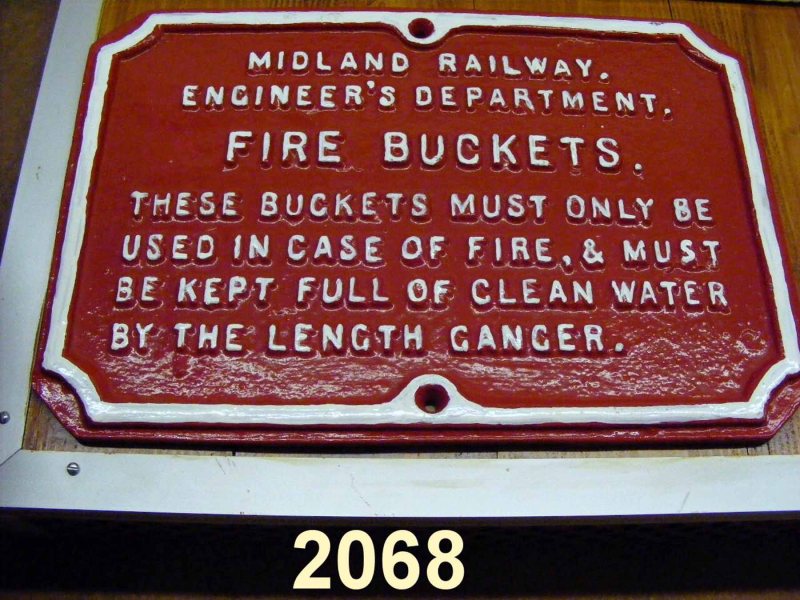 MIDLAND RAILWAY.
ENGINEER'S DEPARTMENT.
FIRE BUCKETS.
THESE BUCKETS MUST ONLY BE
USED IN CASE OF FIRE, & MUST
BE KEPT FULL OF CLEAN WATER
BY THE LENGTH GANGER.
2068